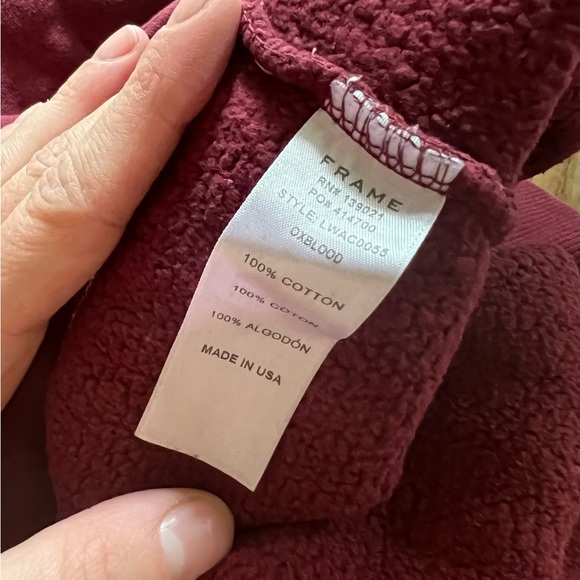 FRAME
RN# 139021
PO# 414700
STYLE: LWAC0055
OXBLOOD
100% COTTON
100% COTON
100% ALGODÓN
MADE IN USA